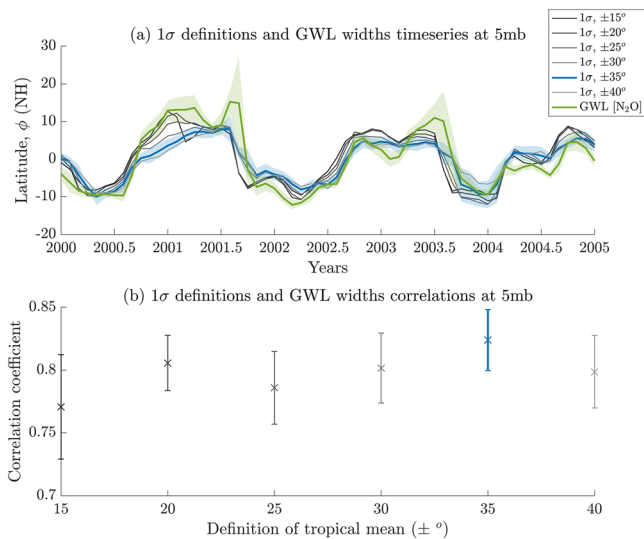 (a) 1σ definitions and GWL widths timeseries at 5mb
1σ, ±15°
1σ, ±20°
1σ, ±25°
1σ, ±30°
1σ, ±35°
1σ, ±40°
GWL [N₂O]
Latitude, ϕ (NH)
30
20
10
0
-10
-20
2000 2000.5 2001 2001.5 2002 2002.5 2003 2003.5 2004 2004.5 2005
Years
(b) 1σ definitions and GWL widths correlations at 5mb
Correlation coefficient
0.85
0.8
0.75
0.7
15 20 25 30 35 40
Definition of tropical mean (± °)